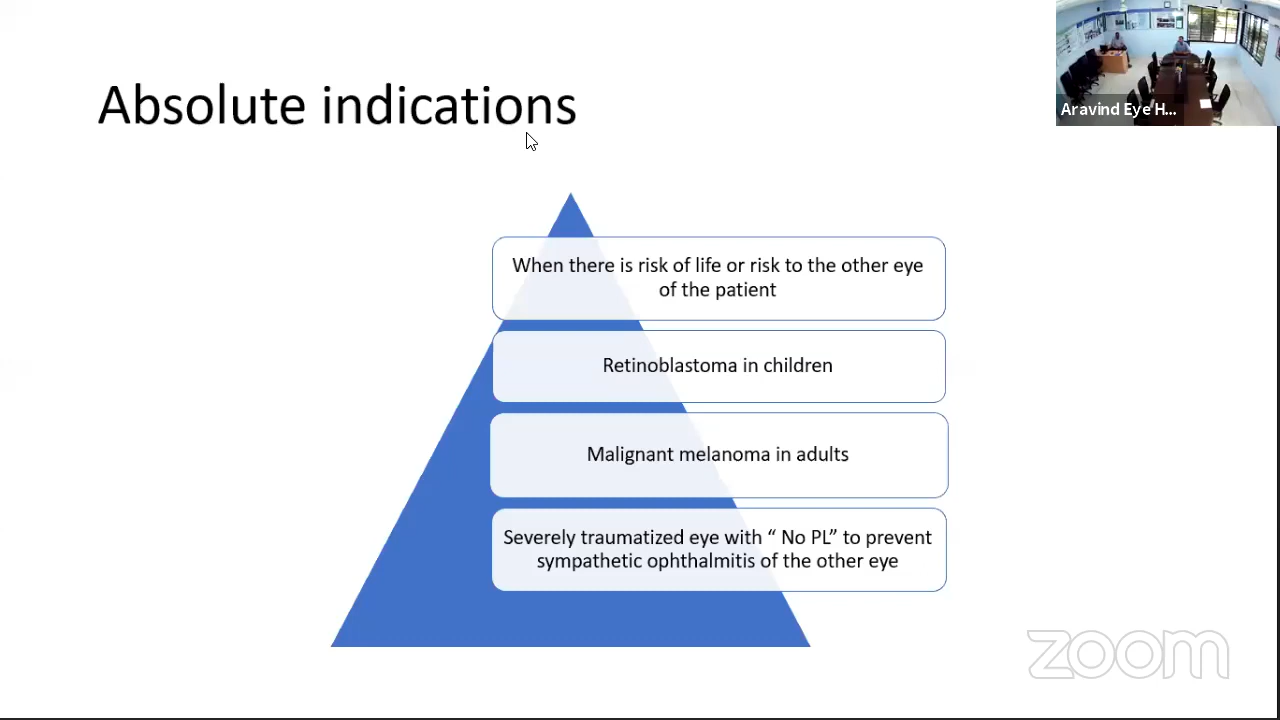 Absolute indications
Aravind Eye H...
When there is risk of life or risk to the other eye
of the patient
Retinoblastoma in children
Malignant melanoma in adults
Severely traumatized eye with “ No PL” to prevent
sympathetic ophthalmitis of the other eye
zoom